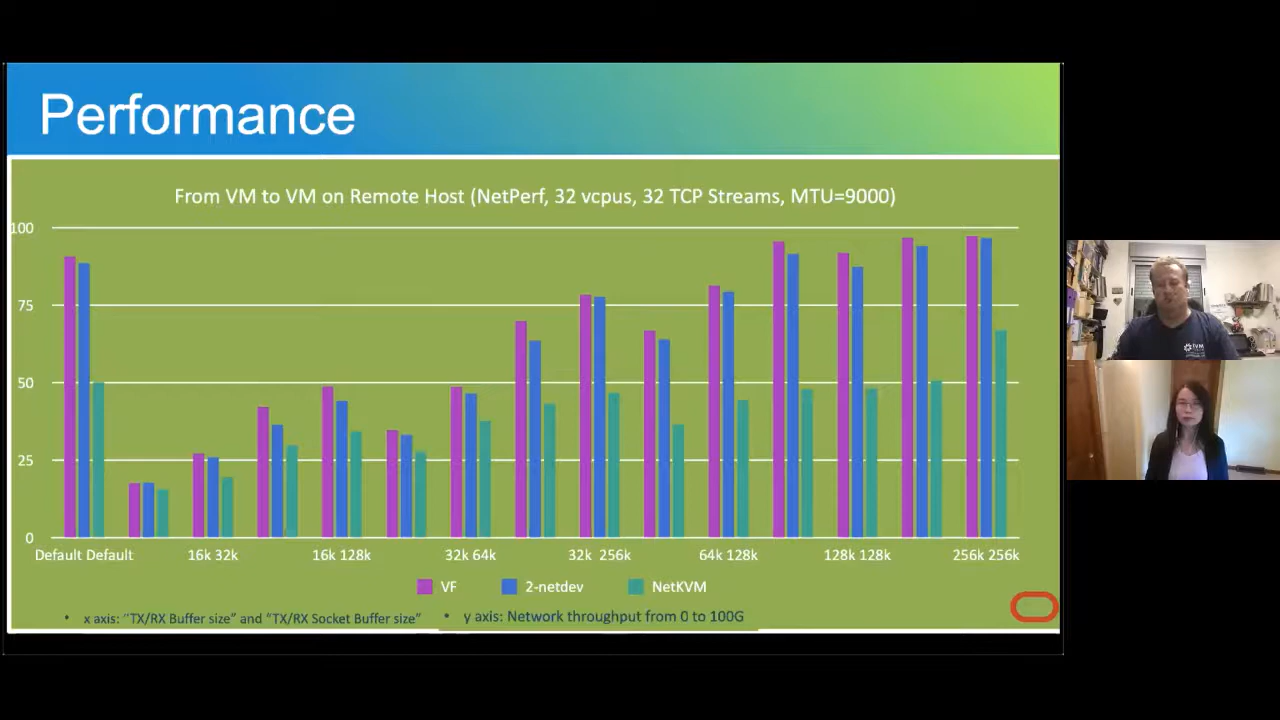 Performance
From VM to VM on Remote Host (NetPerf, 32 vcpus, 32 TCP Streams, MTU=9000)
100
75
50
25
0
Default Default 16k 32k 16k 128k 32k 64k 32k 256k 64k 128k 128k 128k 256k 256k
VF 2-netdev NetKVM
• x axis: "TX/RX Buffer size" and "TX/RX Socket Buffer size" • y axis: Network throughput from 0 to 100G